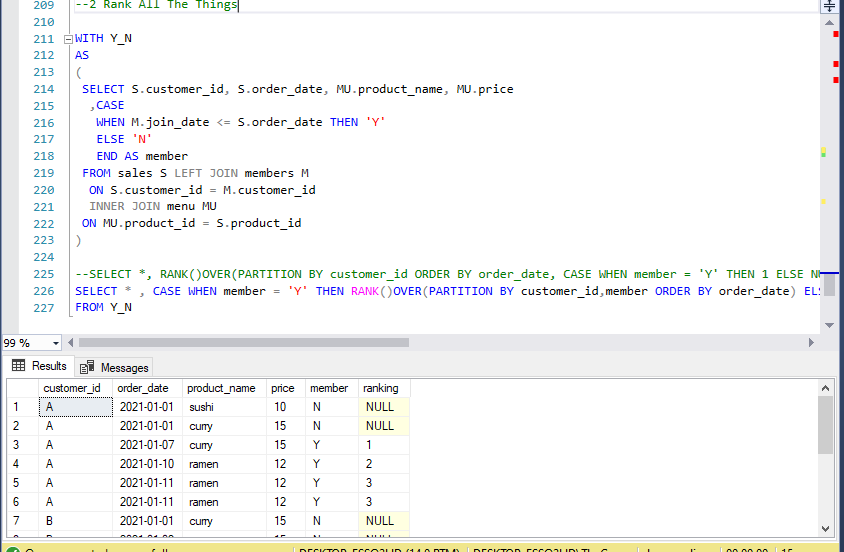 209 --2 Rank All The Things
210
211 WITH Y_N
212 AS
213 (
214 SELECT S.customer_id, S.order_date, MU.product_name, MU.price
215 ,CASE
216 WHEN M.join_date <= S.order_date THEN 'Y'
217 ELSE 'N'
218 END AS member
219 FROM sales S LEFT JOIN members M
220 ON S.customer_id = M.customer_id
221 INNER JOIN menu MU
222 ON MU.product_id = S.product_id
223 )
224
225 --SELECT *, RANK()OVER(PARTITION BY customer_id ORDER BY order_date, CASE WHEN member = 'Y' THEN 1 ELSE
226 SELECT * , CASE WHEN member = 'Y' THEN RANK()OVER(PARTITION BY customer_id,member ORDER BY order_date)
227 FROM Y_N
99 %
Results Messages
customer_id order_date product_name price member ranking
1 A 2021-01-01 sushi 10 N NULL
2 A 2021-01-01 curry 15 N NULL
3 A 2021-01-07 curry 15 Y 1
4 A 2021-01-10 ramen 12 Y 2
5 A 2021-01-11 ramen 12 Y 3
6 A 2021-01-11 ramen 12 Y 3
7 B 2021-01-01 curry 15 N NULL